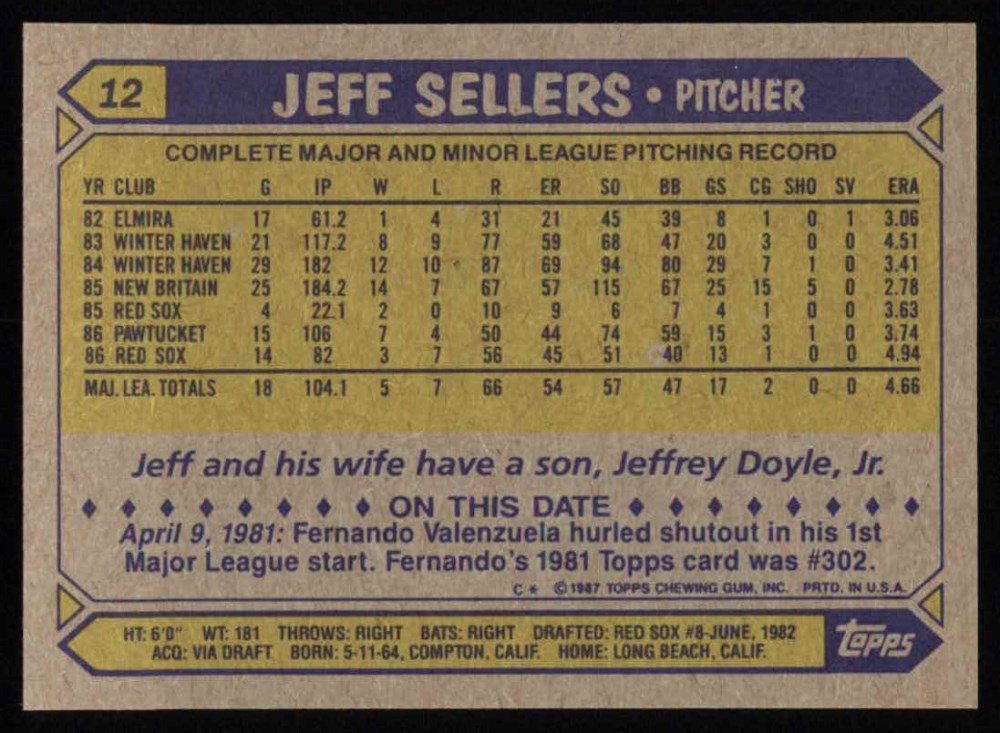 12 JEFF SELLERS • PITCHER
COMPLETE MAJOR AND MINOR LEAGUE PITCHING RECORD
YR CLUB G IP W L R ER SO BB GS CG SHO SV ERA
82 ELMIRA 17 61.2 1 4 31 21 45 39 8 1 0 1 3.06
83 WINTER HAVEN 21 117.2 8 9 77 59 68 47 20 3 0 0 4.51
84 WINTER HAVEN 29 182 12 10 87 69 94 80 29 7 1 0 3.41
85 NEW BRITAIN 25 184.2 14 7 67 57 115 67 25 15 5 0 2.78
85 RED SOX 4 22.1 2 0 10 9 6 7 4 1 0 0 3.63
86 PAWTUCKET 15 106 7 4 50 44 74 59 15 3 1 0 3.74
86 RED SOX 14 82 3 7 56 45 51 40 13 1 0 0 4.94
MAJ. LEA. TOTALS 18 104.1 5 7 66 54 57 47 17 2 0 0 4.66
Jeff and his wife have a son, Jeffrey Doyle, Jr.
♦ ♦ ♦ ♦ ♦ ♦ ♦ ♦ ON THIS DATE ♦ ♦ ♦ ♦ ♦ ♦ ♦ ♦
April 9, 1981: Fernando Valenzuela hurled shutout in his 1st
Major League start. Fernando's 1981 Topps card was #302.
C * © 1987 TOPPS CHEWING GUM, INC. PRTD. IN U.S.A.
HT: 6'0" WT: 181 THROWS: RIGHT BATS: RIGHT DRAFTED: RED SOX #8-JUNE, 1982
ACQ: VIA DRAFT BORN: 5-11-64, COMPTON, CALIF. HOME: LONG BEACH, CALIF.
topps